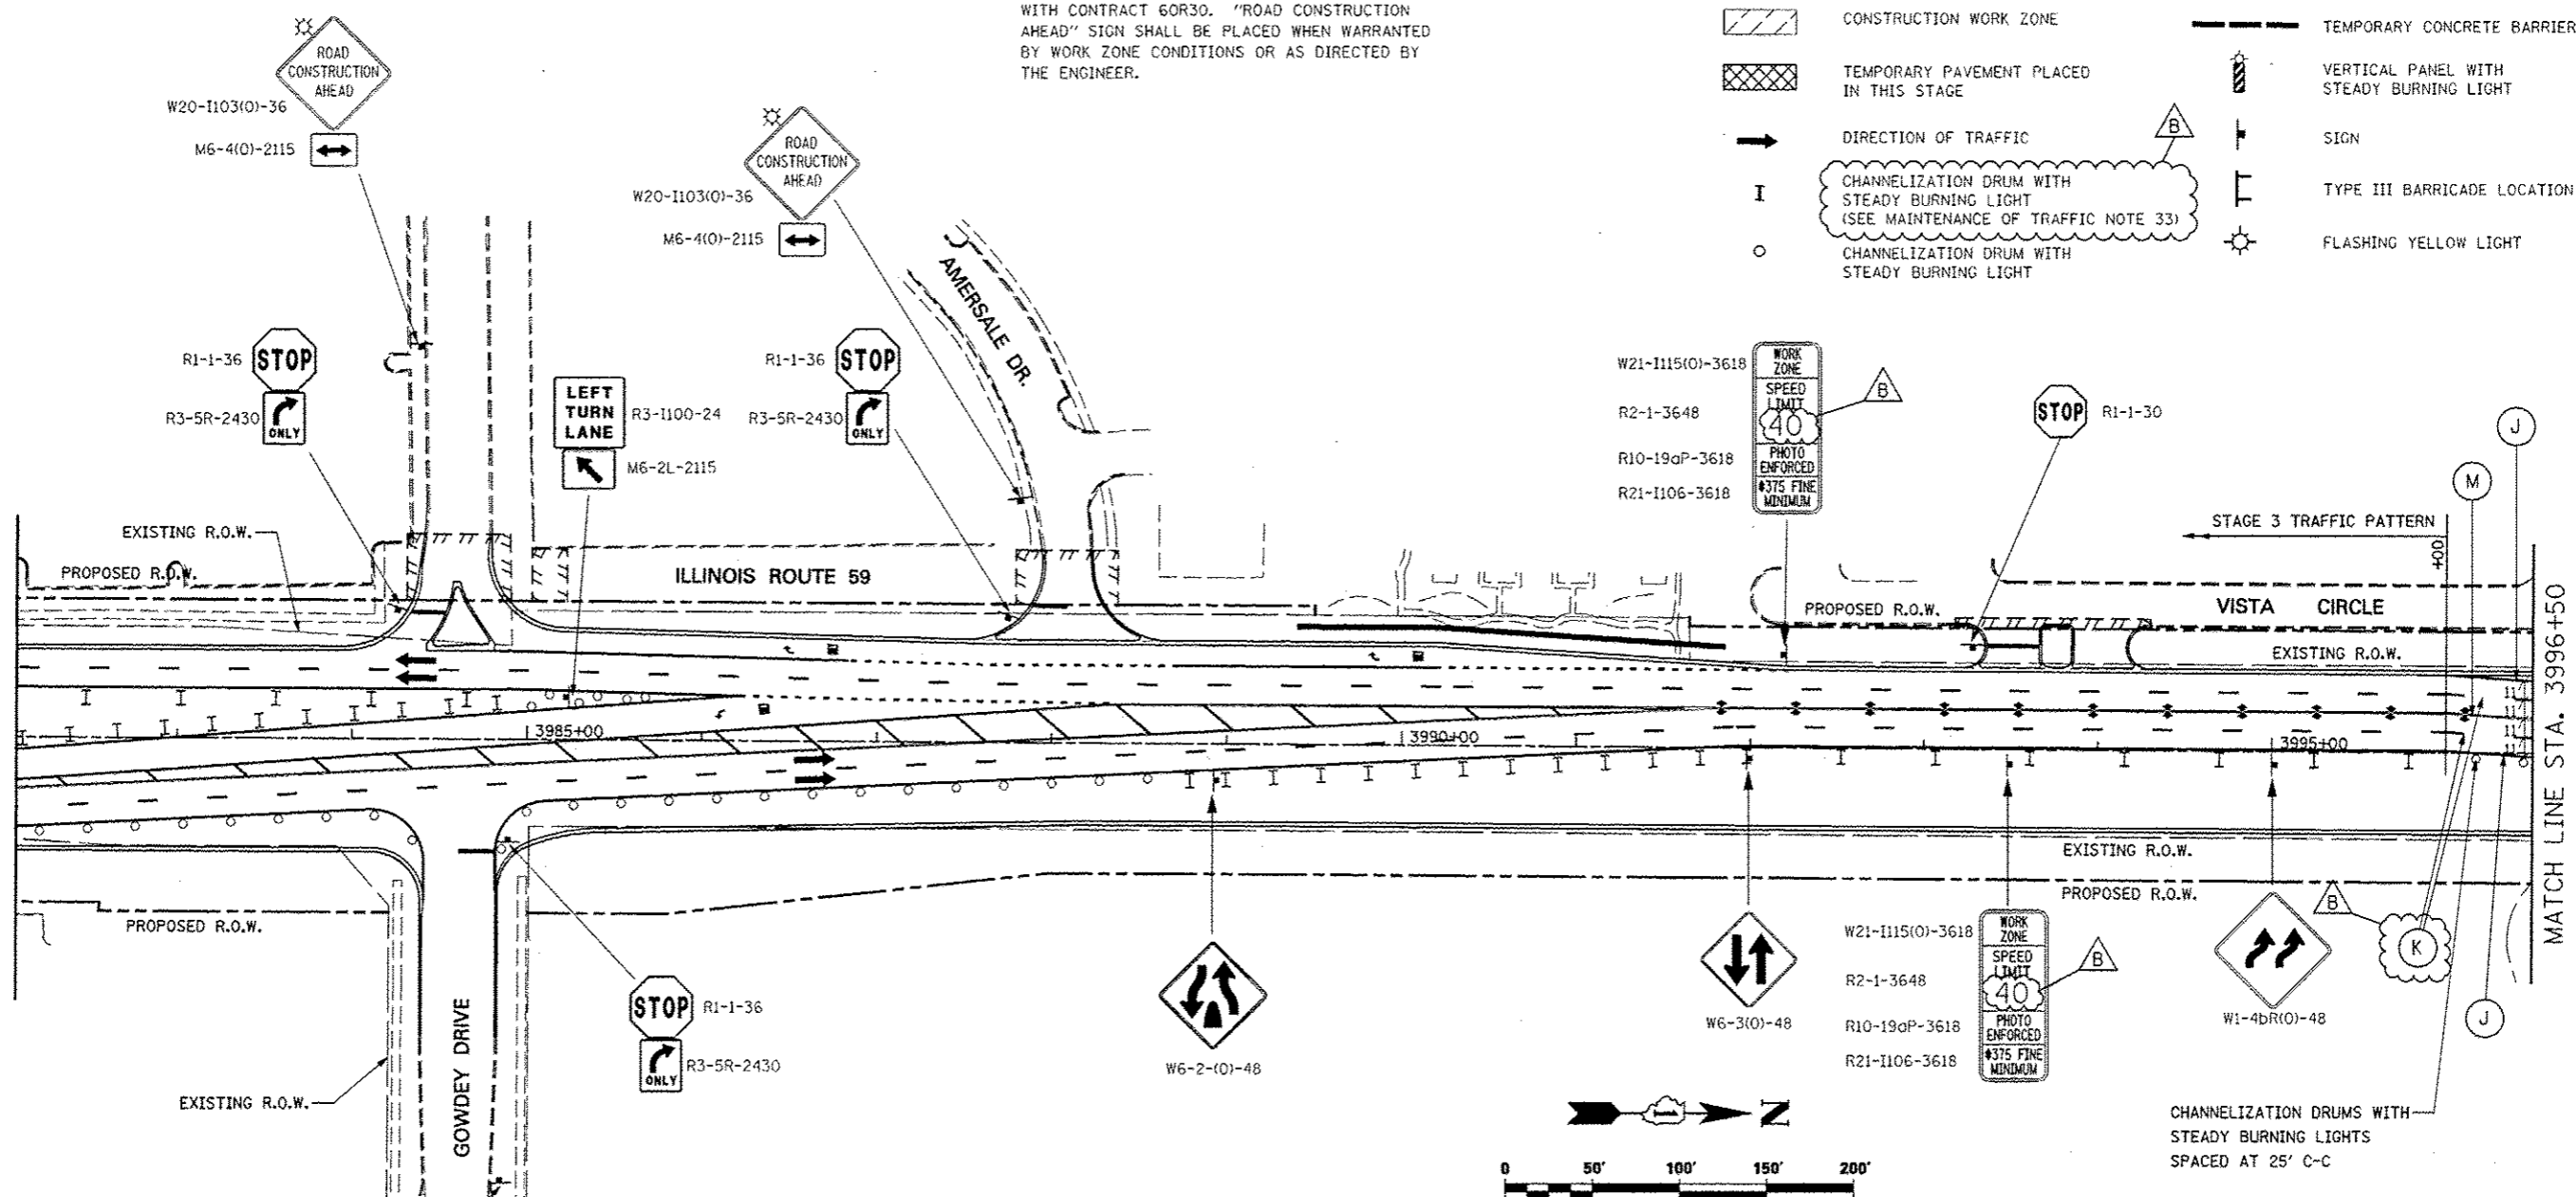 WITH CONTRACT 60R30. "ROAD CONSTRUCTION
AHEAD" SIGN SHALL BE PLACED WHEN WARRANTED
BY WORK ZONE CONDITIONS OR AS DIRECTED BY
THE ENGINEER.
CONSTRUCTION WORK ZONE
TEMPORARY CONCRETE BARRIER
TEMPORARY PAVEMENT PLACED
IN THIS STAGE
VERTICAL PANEL WITH
STEADY BURNING LIGHT
DIRECTION OF TRAFFIC
B
SIGN
CHANNELIZATION DRUM WITH
STEADY BURNING LIGHT
(SEE MAINTENANCE OF TRAFFIC NOTE 33)
TYPE III BARRICADE LOCATION
CHANNELIZATION DRUM WITH
STEADY BURNING LIGHT
FLASHING YELLOW LIGHT
ROAD
CONSTRUCTION
AHEAD
W20-I103(O)-36
M6-4(O)-2115
ROAD
CONSTRUCTION
AHEAD
W20-I103(O)-36
M6-4(O)-2115
AMERSALE DR.
R1-1-36
STOP
R3-5R-2430
ONLY
LEFT
TURN
LANE
R3-I100-24
M6-2L-2115
R1-1-36
STOP
R3-5R-2430
ONLY
W21-I115(O)-3618
R2-1-3648
R10-19aP-3618
R21-I106-3618
WORK
ZONE
SPEED
LIMIT
40
PHOTO
ENFORCED
$375 FINE
MINIMUM
B
STOP
R1-1-30
J
M
STAGE 3 TRAFFIC PATTERN
+00
EXISTING R.O.W.
PROPOSED R.O.W.
ILLINOIS ROUTE 59
PROPOSED R.O.W.
VISTA CIRCLE
EXISTING R.O.W.
MATCH LINE STA. 3996+50
3985+00
3990+00
3995+00
EXISTING R.O.W.
PROPOSED R.O.W.
PROPOSED R.O.W.
GOWDEY DRIVE
EXISTING R.O.W.
STOP
R1-1-36
ONLY
R3-5R-2430
W6-2-(O)-48
W6-3(O)-48
W21-I115(O)-3618
R2-1-3648
R10-19aP-3618
R21-I106-3618
WORK
ZONE
SPEED
LIMIT
40
PHOTO
ENFORCED
$375 FINE
MINIMUM
B
W1-4bR(O)-48
B
K
J
CHANNELIZATION DRUMS WITH
STEADY BURNING LIGHTS
SPACED AT 25' C-C
Z
0 50' 100' 150' 200'